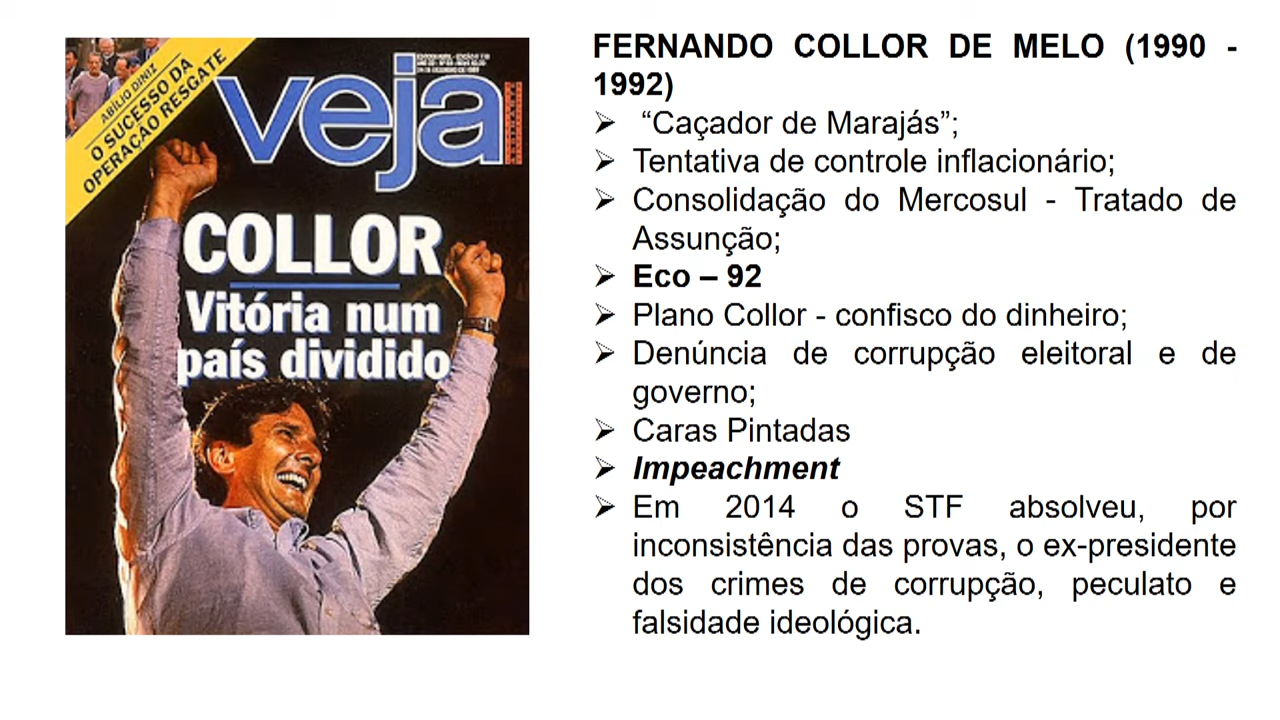 ABÍLIO DINIZ
O SUCESSO DA
OPERAÇÃO RESGATE
veja
COLLOR
Vitória num
país dividido
FERNANDO COLLOR DE MELO (1990 -
1992)
➢ “Caçador de Marajás”;
➢ Tentativa de controle inflacionário;
➢ Consolidação do Mercosul - Tratado de
Assunção;
➢ Eco – 92
➢ Plano Collor - confisco do dinheiro;
➢ Denúncia de corrupção eleitoral e de
governo;
➢ Caras Pintadas
➢ Impeachment
➢ Em 2014 o STF absolveu, por
inconsistência das provas, o ex-presidente
dos crimes de corrupção, peculato e
falsidade ideológica.